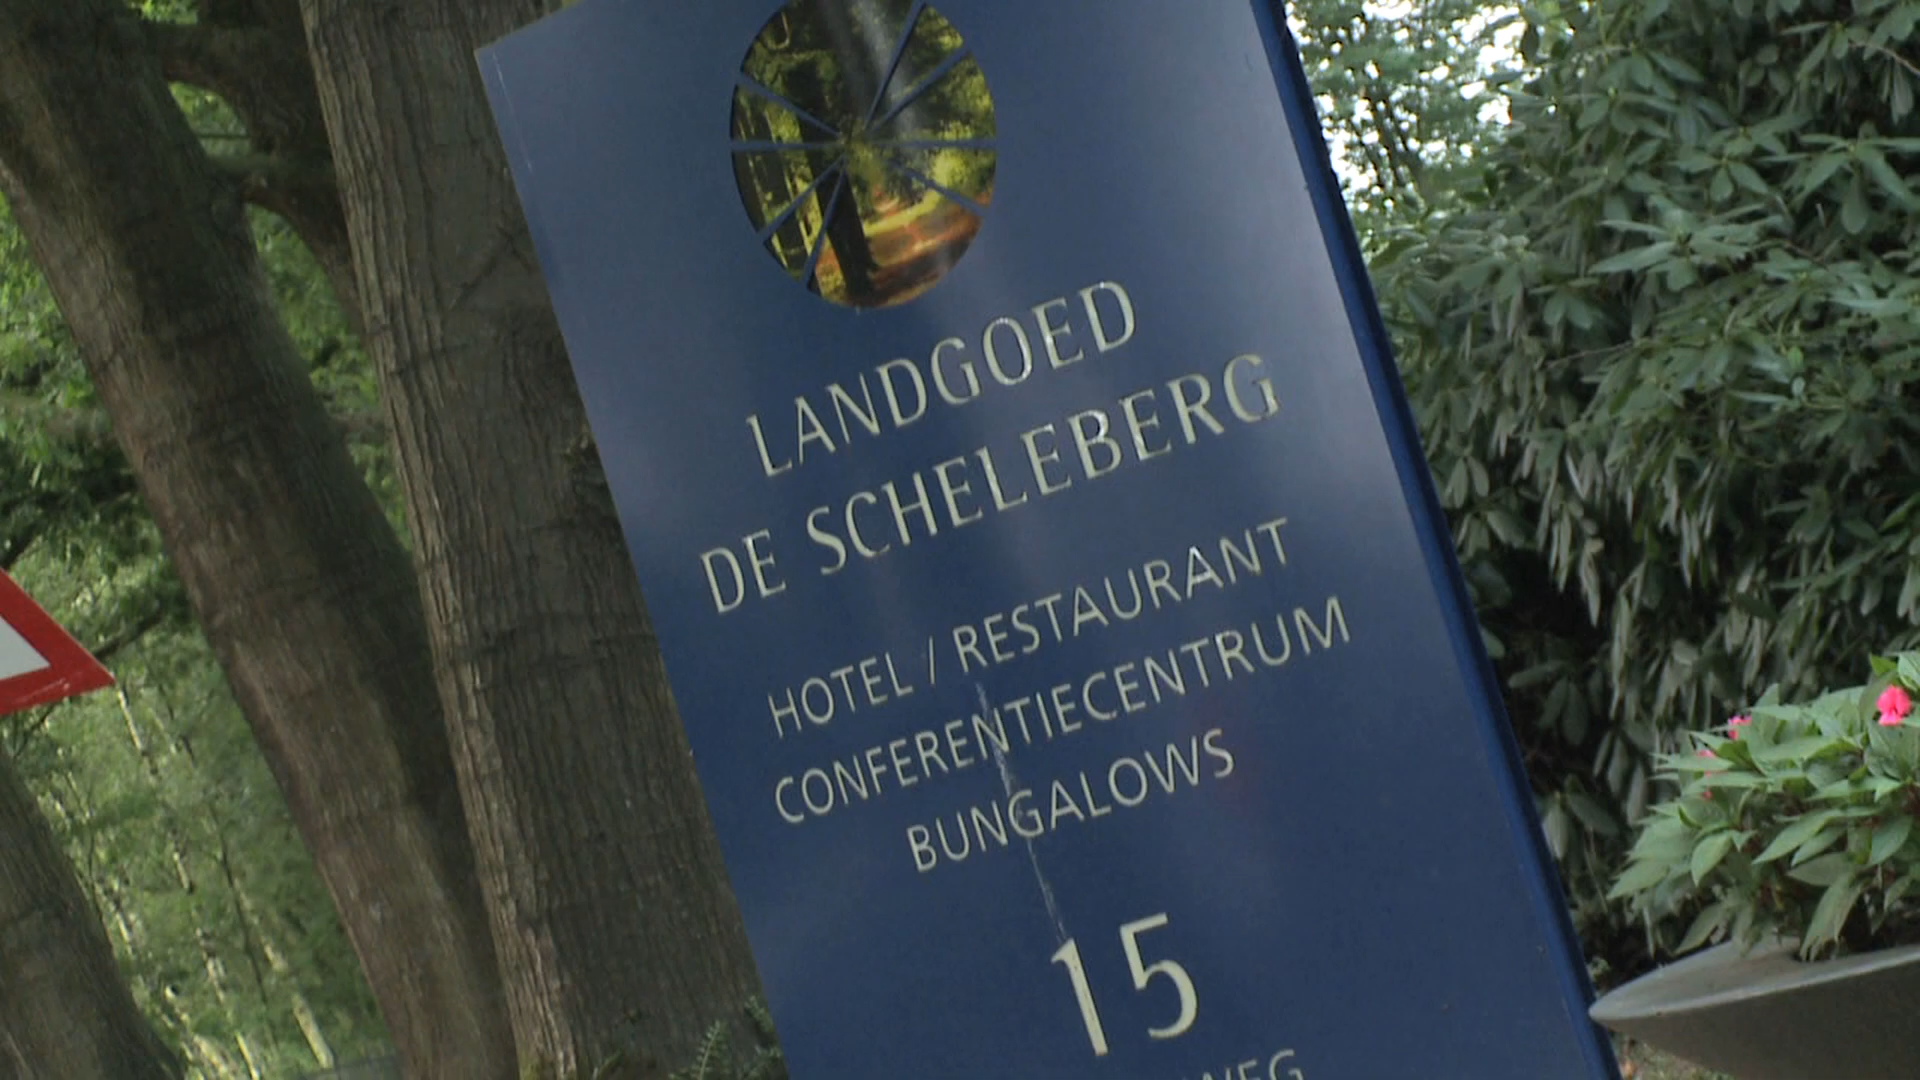 LANDGOED
DE SCHELEBERG
HOTEL / RESTAURANT
CONFERENTIECENTRUM
BUNGALOWS
15